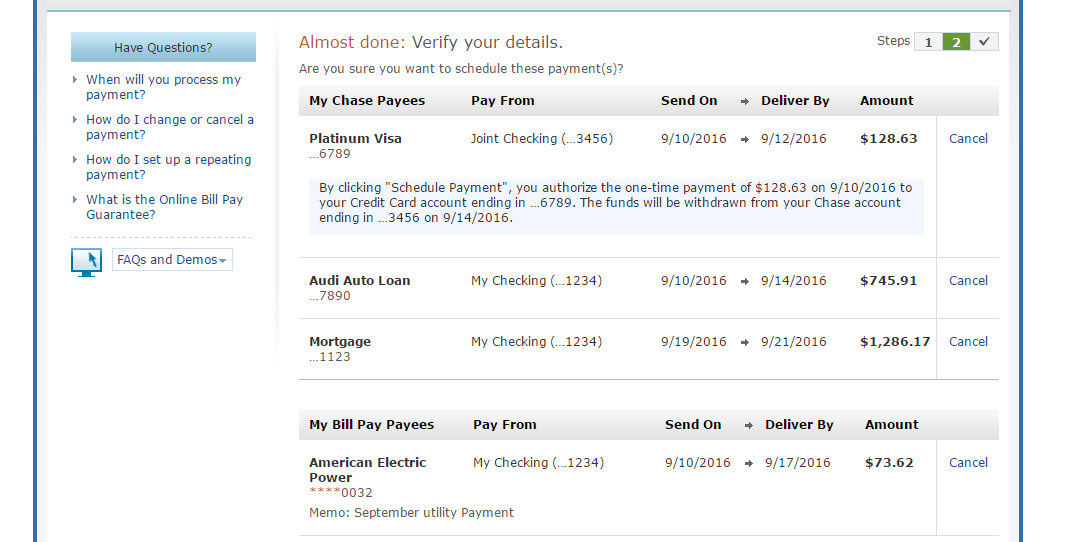 Have Questions?
When will you process my
payment?
How do I change or cancel a
payment?
How do I set up a repeating
payment?
What is the Online Bill Pay
Guarantee?
FAQs and Demos
Almost done: Verify your details.
Steps 1 2
Are you sure you want to schedule these payment(s)?
My Chase Payees Pay From Send On Deliver By Amount
Platinum Visa Joint Checking (...3456) 9/10/2016 9/12/2016 $128.63 Cancel
...6789
By clicking "Schedule Payment", you authorize the one-time payment of $128.63 on 9/10/2016 to
your Credit Card account ending in ...6789. The funds will be withdrawn from your Chase account
ending in ...3456 on 9/14/2016.
Audi Auto Loan My Checking (...1234) 9/10/2016 9/14/2016 $745.91 Cancel
...7890
Mortgage My Checking (...1234) 9/19/2016 9/21/2016 $1,286.17 Cancel
...1123
My Bill Pay Payees Pay From Send On Deliver By Amount
American Electric My Checking (...1234) 9/10/2016 9/17/2016 $73.62 Cancel
Power
****0032
Memo: September utility Payment